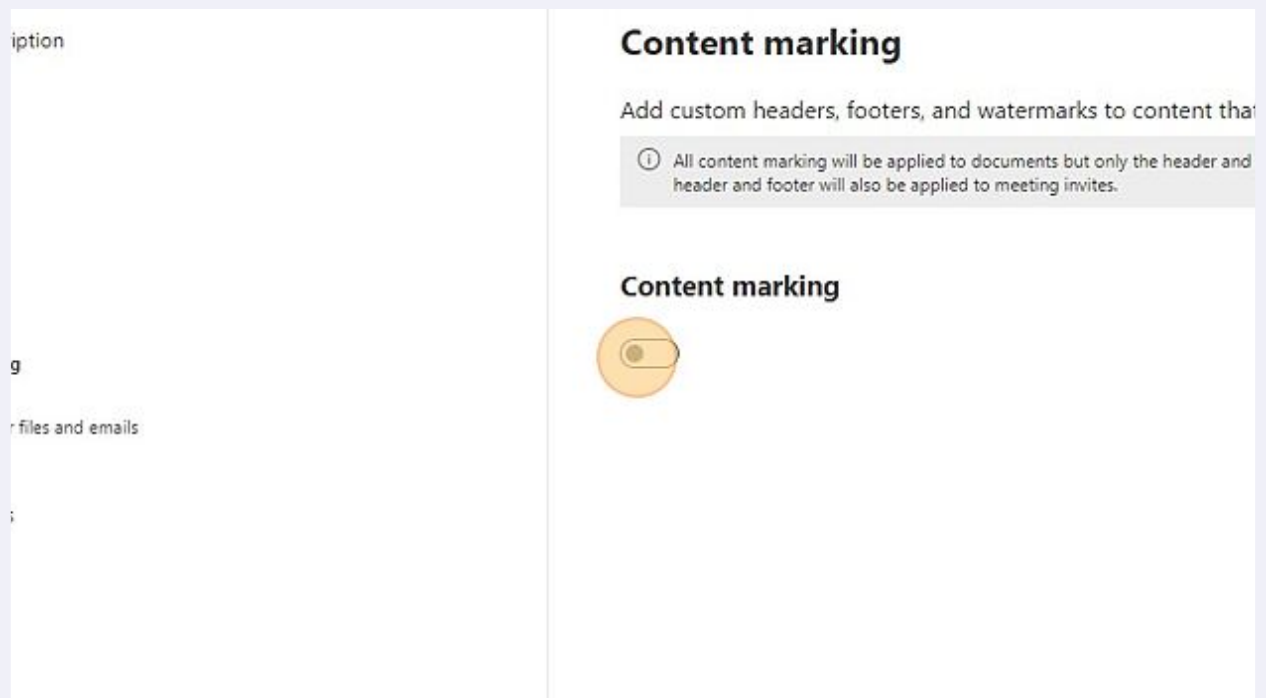 iption
Content marking
Add custom headers, footers, and watermarks to content that
All content marking will be applied to documents but only the header and
header and footer will also be applied to meeting invites.
Content marking
g
files and emails
s